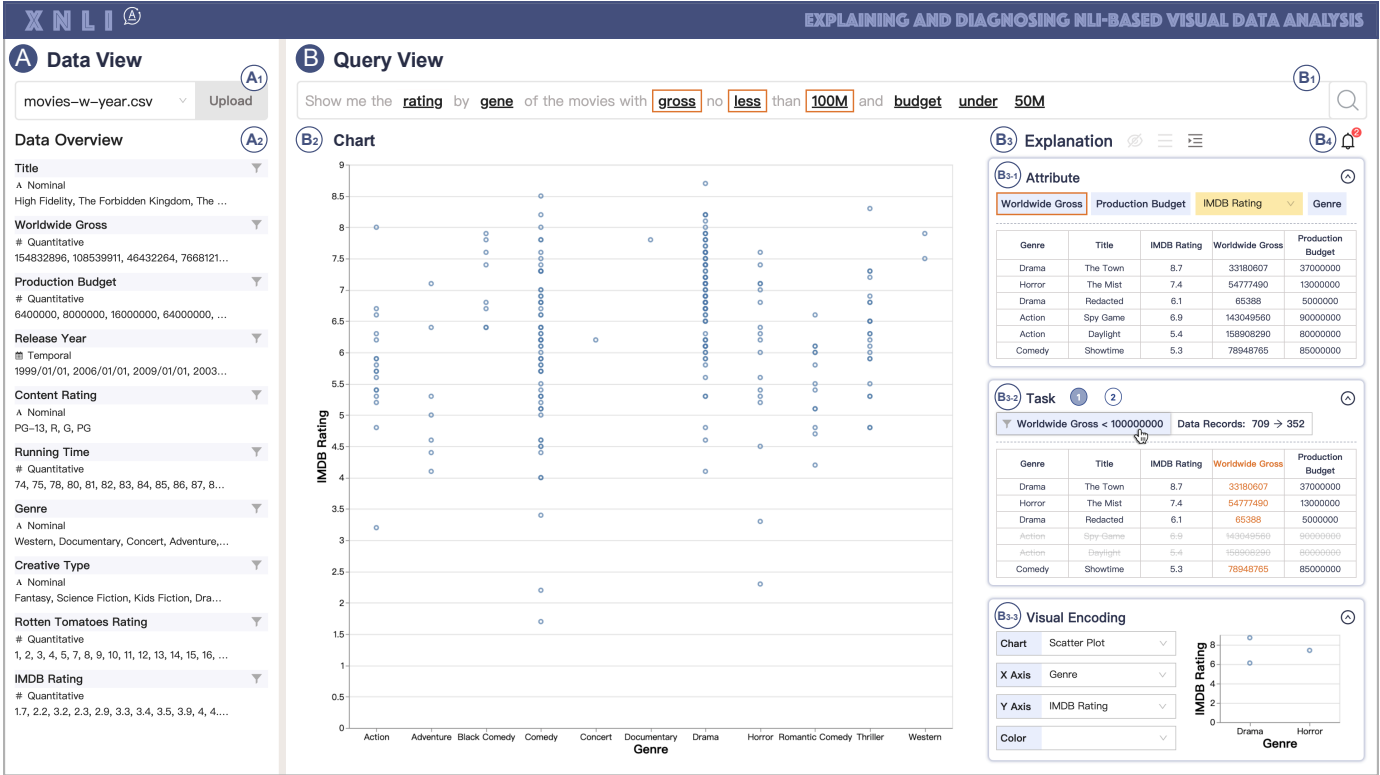 XNLI A
EXPLAINING AND DIAGNOSING NLI-BASED VISUAL DATA ANALYSIS
A Data View
A1
movies-w-year.csv Upload
Data Overview A2
Title
A Nominal
High Fidelity, The Forbidden Kingdom, The ...
Worldwide Gross
# Quantitative
154832896, 108539911, 46432264, 7668121...
Production Budget
# Quantitative
6400000, 8000000, 16000000, 64000000, ...
Release Year
Temporal
1999/01/01, 2006/01/01, 2009/01/01, 2003...
Content Rating
A Nominal
PG-13, R, G, PG
Running Time
# Quantitative
74, 75, 78, 80, 81, 82, 83, 84, 85, 86, 87, 8...
Genre
A Nominal
Western, Documentary, Concert, Adventure,...
Creative Type
A Nominal
Fantasy, Science Fiction, Kids Fiction, Dra...
Rotten Tomatoes Rating
# Quantitative
1, 2, 3, 4, 5, 7, 8, 9, 10, 11, 12, 13, 14, 15, 16, ...
IMDB Rating
# Quantitative
1.7, 2.2, 3.2, 2.3, 2.9, 3.3, 3.4, 3.5, 3.9, 4, 4....
B Query View
B1
Show me the rating by gene of the movies with gross no less than 100M and budget under 50M
B2 Chart
9
8.5
8
7.5
7
6.5
6
5.5
5
4.5
4
3.5
3
2.5
2
1.5
1
0.5
0
IMDB Rating
Action Adventure Black Comedy Comedy Concert Documentary Drama Horror Romantic Comedy Thriller Western
Genre
B3 Explanation B4 2
B3-1 Attribute
Worldwide Gross Production Budget IMDB Rating Genre
Genre Title IMDB Rating Worldwide Gross Production Budget
Drama The Town 8.7 33180607 37000000
Horror The Mist 7.4 54777490 13000000
Drama Redacted 6.1 65388 5000000
Action Spy Game 6.9 143049560 90000000
Action Daylight 5.4 158908290 80000000
Comedy Showtime 5.3 78948765 85000000
B3-2 Task 1 2
Worldwide Gross < 100000000 Data Records: 709 → 352
Genre Title IMDB Rating Worldwide Gross Production Budget
Drama The Town 8.7 33180607 37000000
Horror The Mist 7.4 54777490 13000000
Drama Redacted 6.1 65388 5000000
Action Spy Game 6.9 143049560 90000000
Action Daylight 5.4 158908290 80000000
Comedy Showtime 5.3 78948765 85000000
B3-3 Visual Encoding
Chart Scatter Plot
X Axis Genre
Y Axis IMDB Rating
Color
8
6
4
2
0
IMDB Rating
Drama Horror
Genre